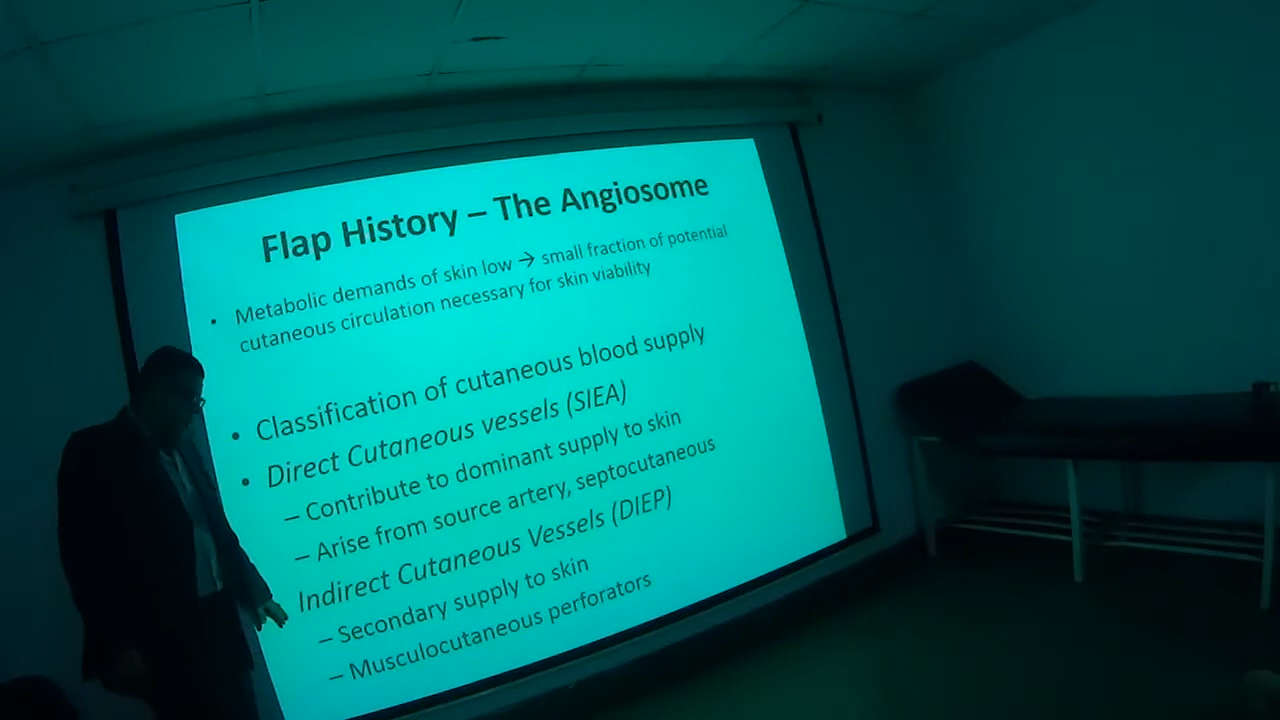 Flap History – The Angiosome
• Metabolic demands of skin low → small fraction of potential
cutaneous circulation necessary for skin viability
• Classification of cutaneous blood supply
• Direct Cutaneous vessels (SIEA)
– Contribute to dominant supply to skin
– Arise from source artery, septocutaneous
Indirect Cutaneous Vessels (DIEP)
– Secondary supply to skin
– Musculocutaneous perforators